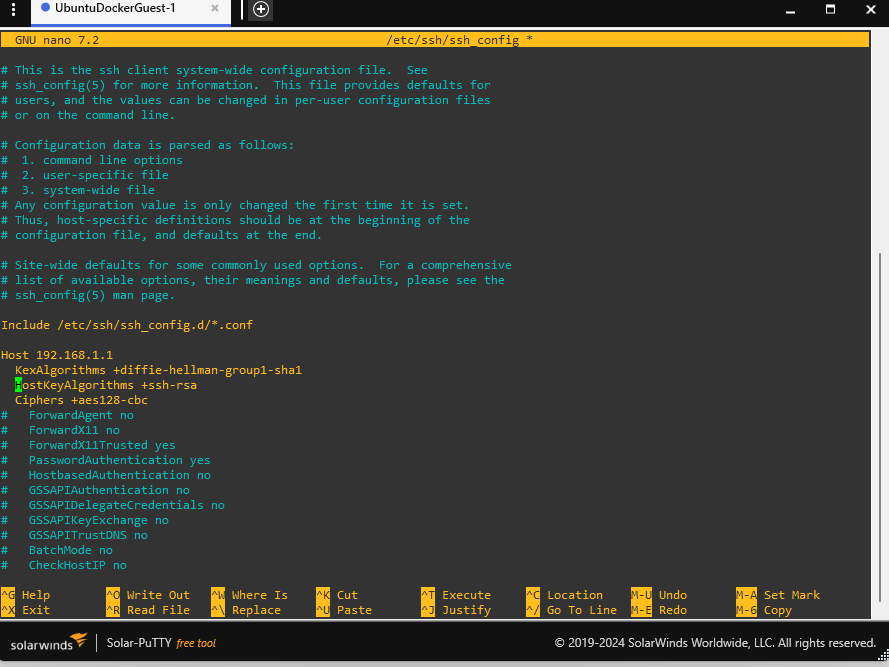 UbuntuDockerGuest-1
GNU nano 7.2 /etc/ssh/ssh_config *
# This is the ssh client system-wide configuration file.  See
# ssh_config(5) for more information.  This file provides defaults for
# users, and the values can be changed in per-user configuration files
# or on the command line.
# Configuration data is parsed as follows:
#  1. command line options
#  2. user-specific file
#  3. system-wide file
# Any configuration value is only changed the first time it is set.
# Thus, host-specific definitions should be at the beginning of the
# configuration file, and defaults at the end.
# Site-wide defaults for some commonly used options.  For a comprehensive
# list of available options, their meanings and defaults, please see the
# ssh_config(5) man page.
Include /etc/ssh/ssh_config.d/*.conf
Host 192.168.1.1
  KexAlgorithms +diffie-hellman-group1-sha1
  HostKeyAlgorithms +ssh-rsa
  Ciphers +aes128-cbc
#   ForwardAgent no
#   ForwardX11 no
#   ForwardX11Trusted yes
#   PasswordAuthentication yes
#   HostbasedAuthentication no
#   GSSAPIAuthentication no
#   GSSAPIDelegateCredentials no
#   GSSAPIKeyExchange no
#   GSSAPITrustDNS no
#   BatchMode no
#   CheckHostIP no
^G Help ^O Write Out ^W Where Is ^K Cut ^T Execute ^C Location M-U Undo M-A Set Mark
^X Exit ^R Read File ^\ Replace ^U Paste ^J Justify ^/ Go To Line M-E Redo M-6 Copy
solarwinds Solar-PuTTY free tool © 2019-2024 SolarWinds Worldwide, LLC. All rights reserved.